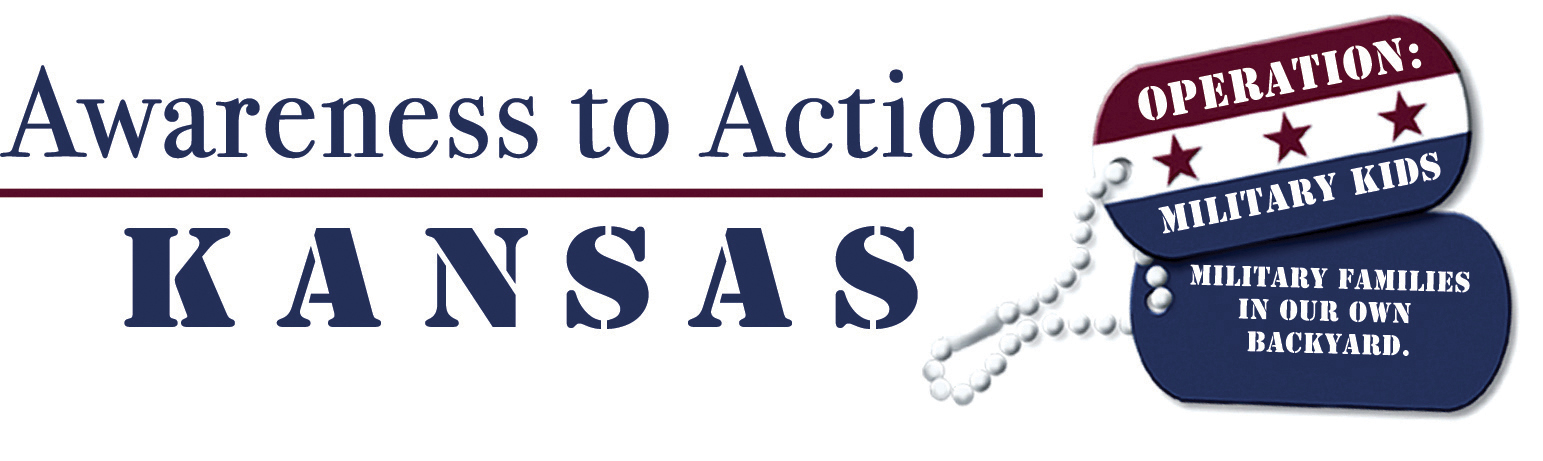 Awareness to Action
KANSAS
OPERATION:
MILITARY KIDS
MILITARY FAMILIES
IN OUR OWN
BACKYARD.